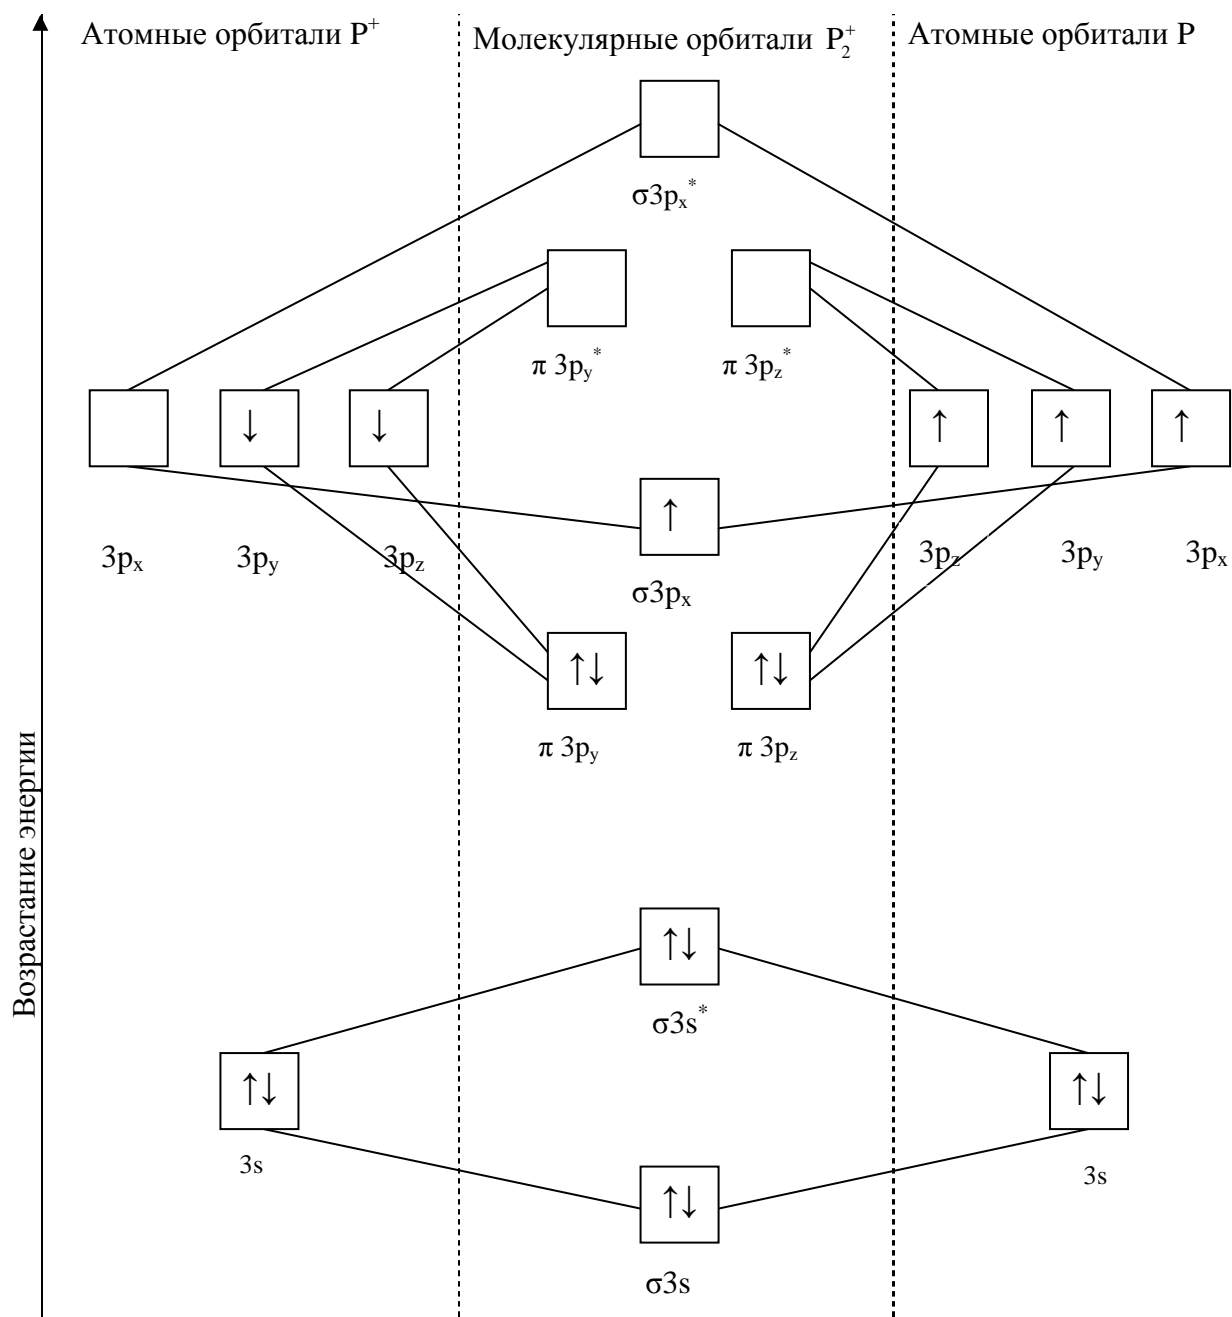 Атомные орбитали P⁺
Молекулярные орбитали P₂⁺
Атомные орбитали P
σ3pₓ*
π 3p_y*
π 3p_z*
↓
↓
↑
↑
↑
↑
3pₓ
3p_y
3p_z
3p_z
3p_y
3pₓ
σ3pₓ
↑↓
↑↓
π 3p_y
π 3p_z
Возрастание энергии
↑↓
σ3s*
↑↓
↑↓
3s
3s
↑↓
σ3s